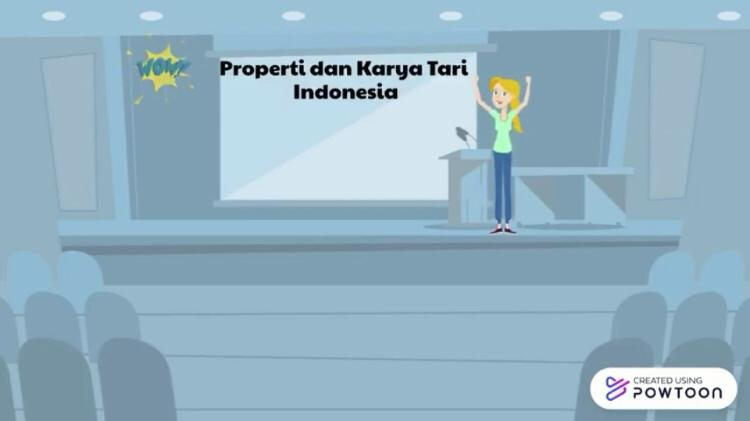 WOW!
Properti dan Karya Tari
Indonesia
CREATED USING
POWTOON